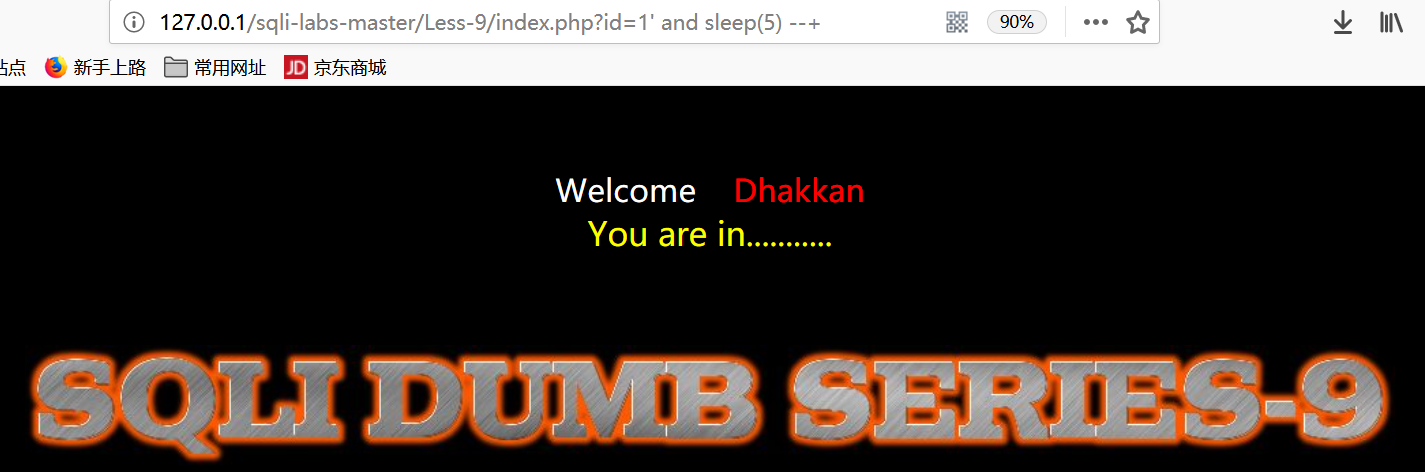 127.0.0.1/sqli-labs-master/Less-9/index.php?id=1' and sleep(5) --+ 90%
站点 新手上路 常用网址 JD 京东商城
Welcome Dhakkan
You are in...........
SQLI DUMB SERIES-9